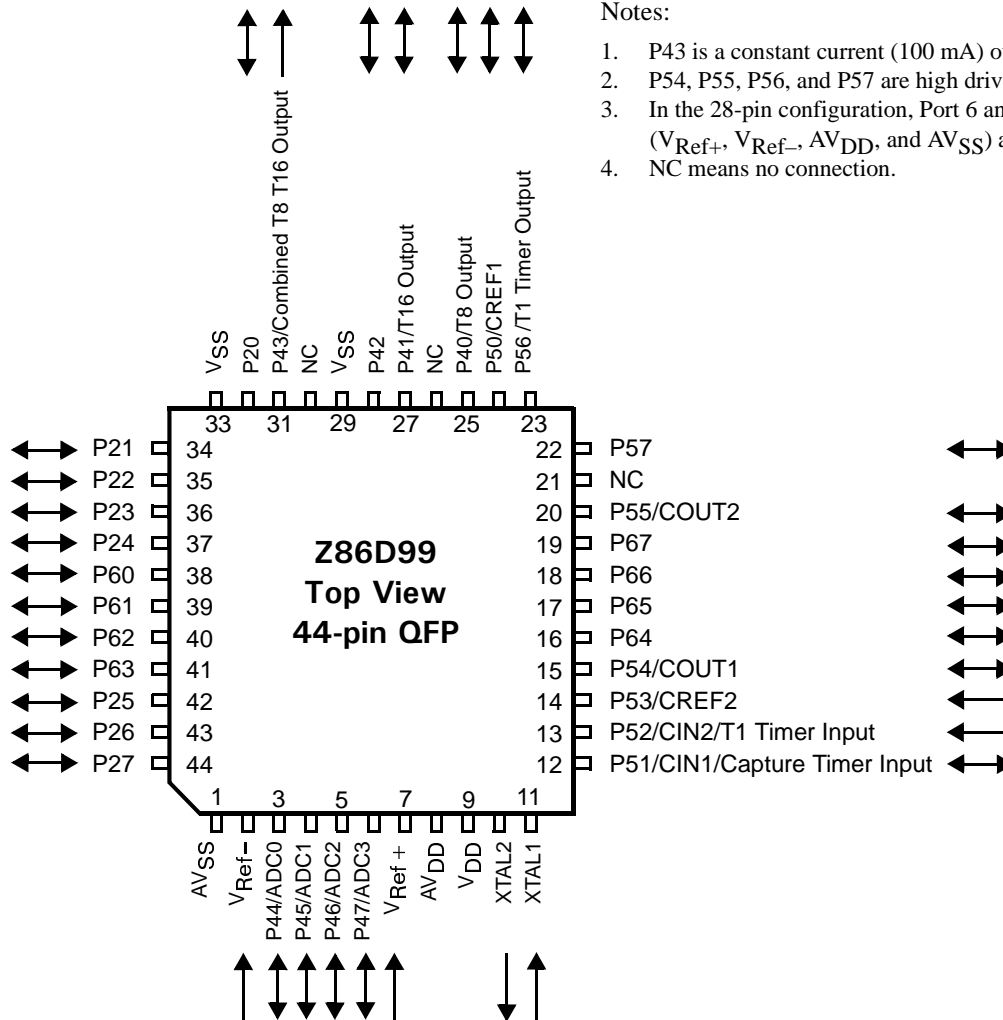 Notes:
1. P43 is a constant current (100 mA)
2. P54, P55, P56, and P57 are high
3. In the 28-pin configuration, Port 6
(VRef+, VRef–, AVDD, and AVSS)
4. NC means no connection.
VSS
P20
P43/Combined T8 T16 Output
NC
VSS
P42
P41/T16 Output
NC
P40/T8 Output
P50/CREF1
P56 /T1 Timer Output
33 31 29 27 25 23
P21 34
P22 35
P23 36
P24 37
P60 38
P61 39
P62 40
P63 41
P25 42
P26 43
P27 44
Z86D99
Top View
44-pin QFP
22 P57
21 NC
20 P55/COUT2
19 P67
18 P66
17 P65
16 P64
15 P54/COUT1
14 P53/CREF2
13 P52/CIN2/T1 Timer Input
12 P51/CIN1/Capture Timer Input
1 3 5 7 9 11
AVSS
VRef–
P44/ADC0
P45/ADC1
P46/ADC2
P47/ADC3
VRef +
AVDD
VDD
XTAL2
XTAL1